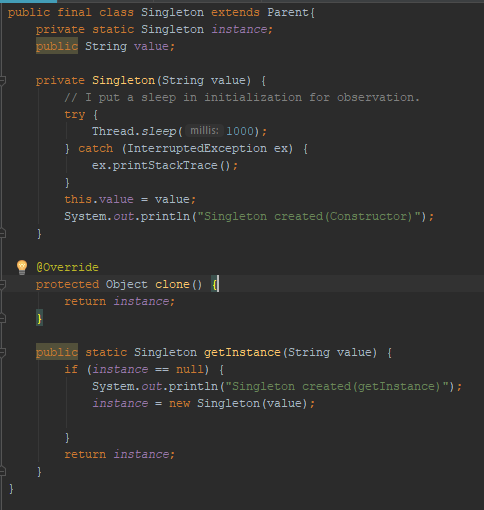 public final class Singleton extends Parent{
    private static Singleton instance;
    public String value;

    private Singleton(String value) {
        // I put a sleep in initialization for observation.
        try {
            Thread.sleep( millis: 1000);
        } catch (InterruptedException ex) {
            ex.printStackTrace();
        }
        this.value = value;
        System.out.println("Singleton created(Constructor)");
    }

    @Override
    protected Object clone() {
        return instance;
    }

    public static Singleton getInstance(String value) {
        if (instance == null) {
            System.out.println("Singleton created(getInstance)");
            instance = new Singleton(value);

        }
        return instance;
    }
}